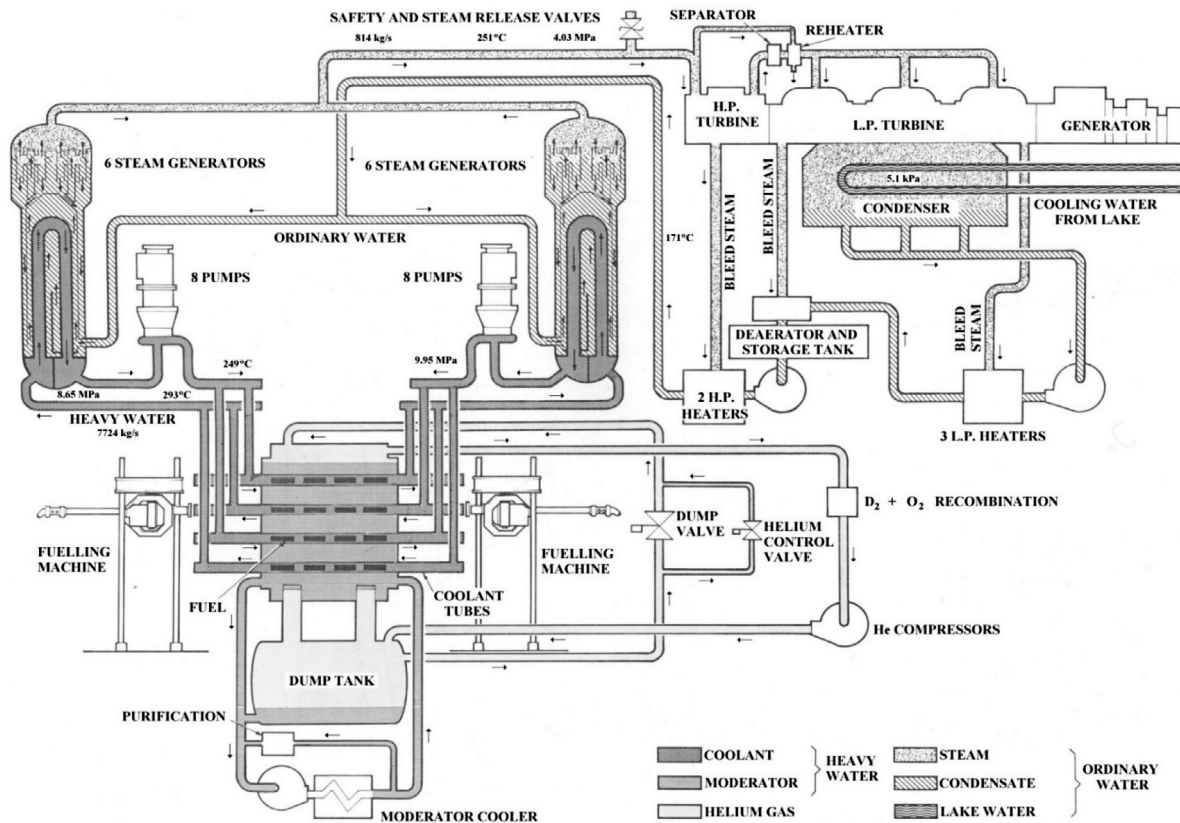 SAFETY AND STEAM RELEASE VALVES
814 kg/s
251°C
4.03 MPa
SEPARATOR
REHEATER
H.P.
TURBINE
L.P. TURBINE
GENERATOR
6 STEAM GENERATORS
6 STEAM GENERATORS
5.1 kPa
CONDENSER
COOLING WATER
FROM LAKE
ORDINARY WATER
171°C
BLEED STEAM
BLEED STEAM
8 PUMPS
8 PUMPS
DEAERATOR AND
STORAGE TANK
BLEED
STEAM
249°C
9.95 MPa
8.65 MPa
293°C
HEAVY WATER
7724 kg/s
2 H.P.
HEATERS
3 L.P. HEATERS
D₂ + O₂ RECOMBINATION
DUMP
VALVE
HELIUM
CONTROL
VALVE
FUELLING
MACHINE
FUELLING
MACHINE
FUEL
COOLANT
TUBES
He COMPRESSORS
DUMP TANK
PURIFICATION
MODERATOR COOLER
COOLANT
MODERATOR
HEAVY
WATER
HELIUM GAS
STEAM
CONDENSATE
LAKE WATER
ORDINARY
WATER